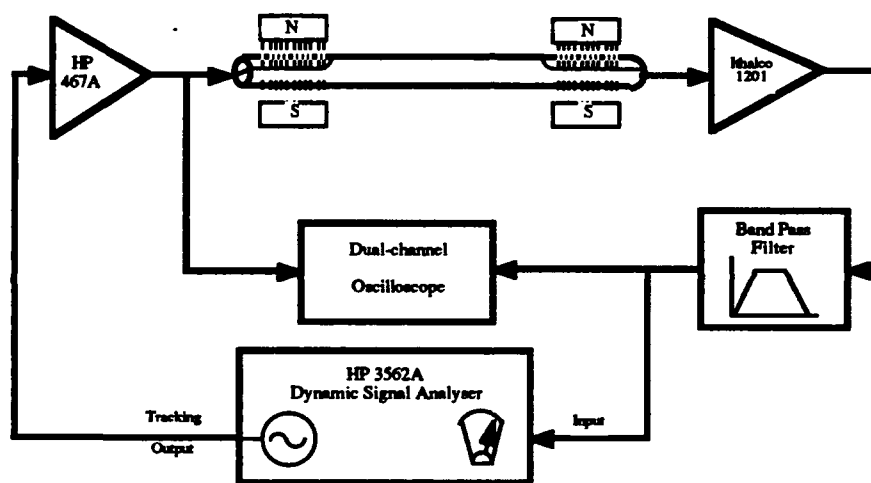 HP
467A
N
S
N
S
Ithaco
1201
Dual-channel
Oscilloscope
Band Pass
Filter
HP 3562A
Dynamic Signal Analyser
Tracking
Output
Input